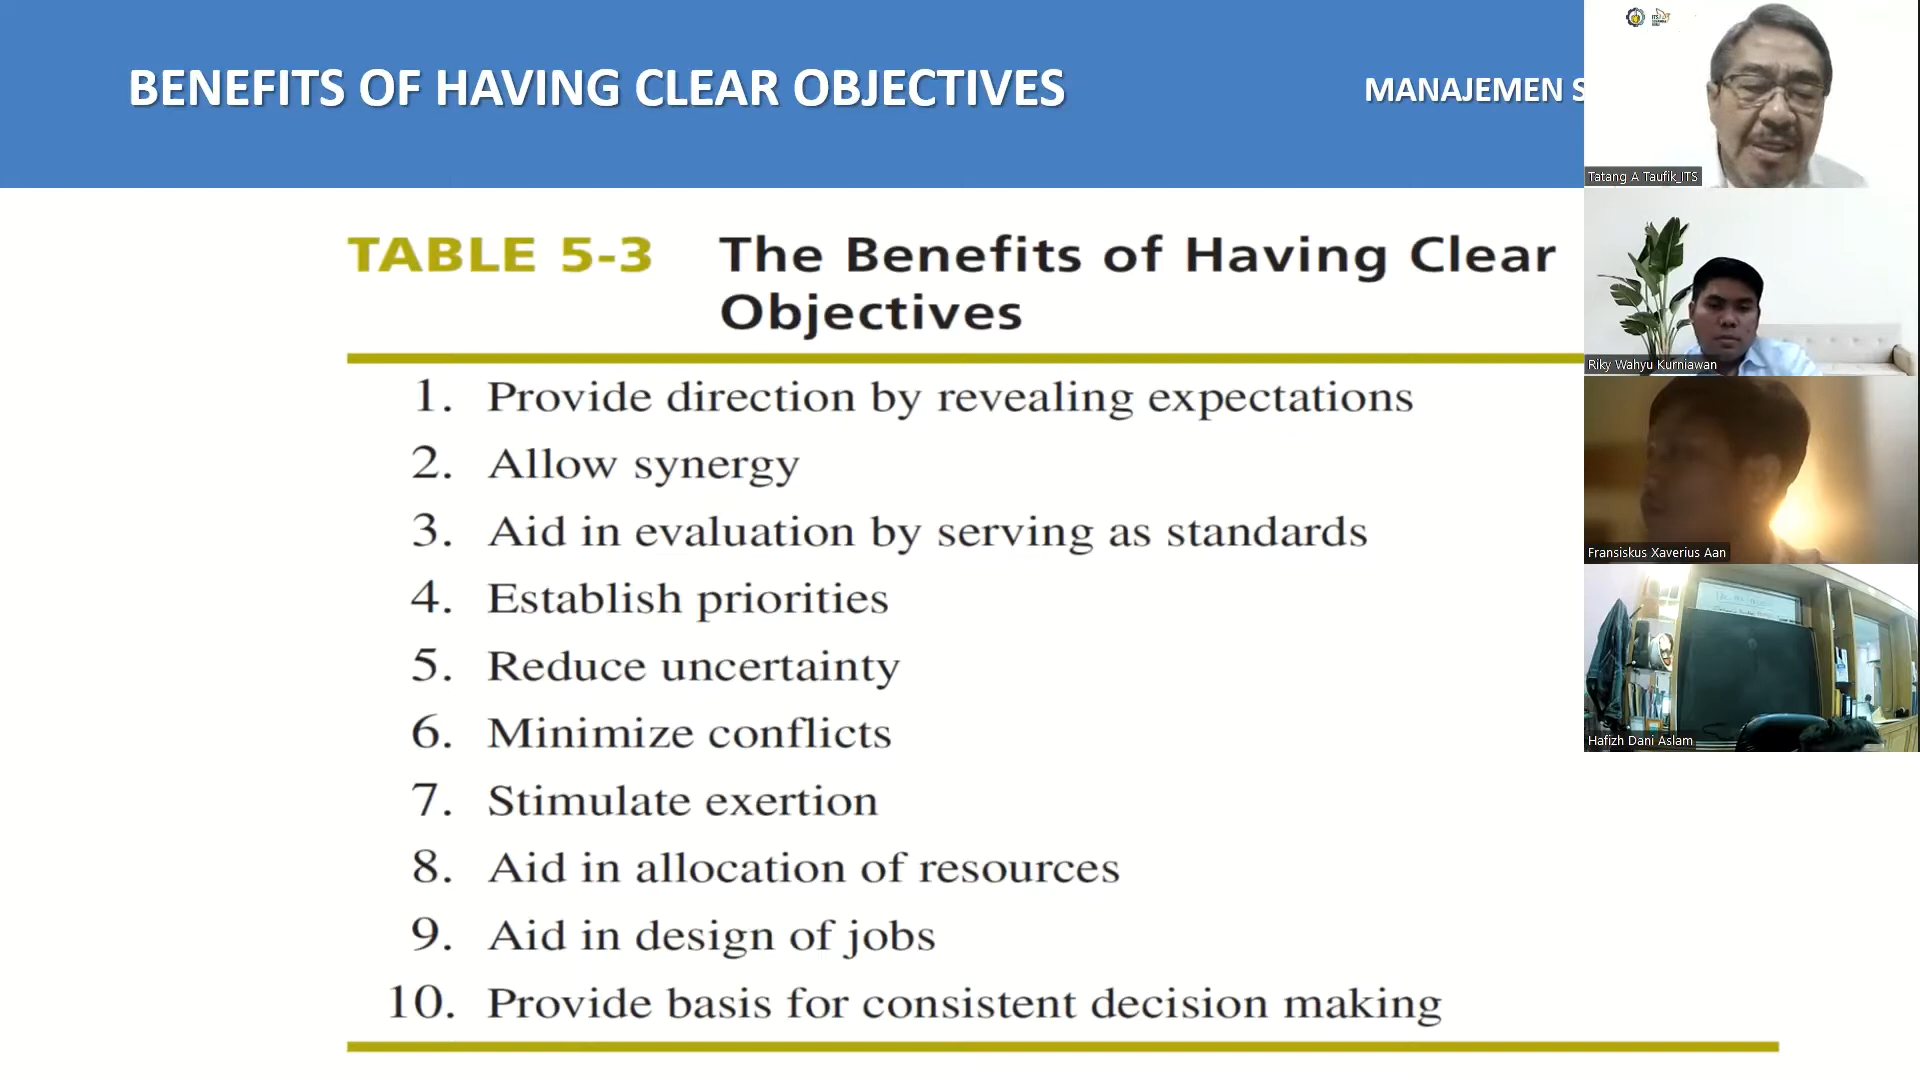 BENEFITS OF HAVING CLEAR OBJECTIVES
MANAJEMEN S
TABLE 5-3 The Benefits of Having Clear
Objectives
1. Provide direction by revealing expectations
2. Allow synergy
3. Aid in evaluation by serving as standards
4. Establish priorities
5. Reduce uncertainty
6. Minimize conflicts
7. Stimulate exertion
8. Aid in allocation of resources
9. Aid in design of jobs
10. Provide basis for consistent decision making
Tatang A Taufik_ITS
Riky Wahyu Kurniawan
Fransiskus Xaverius Aan
Hafizh Dani Aslam